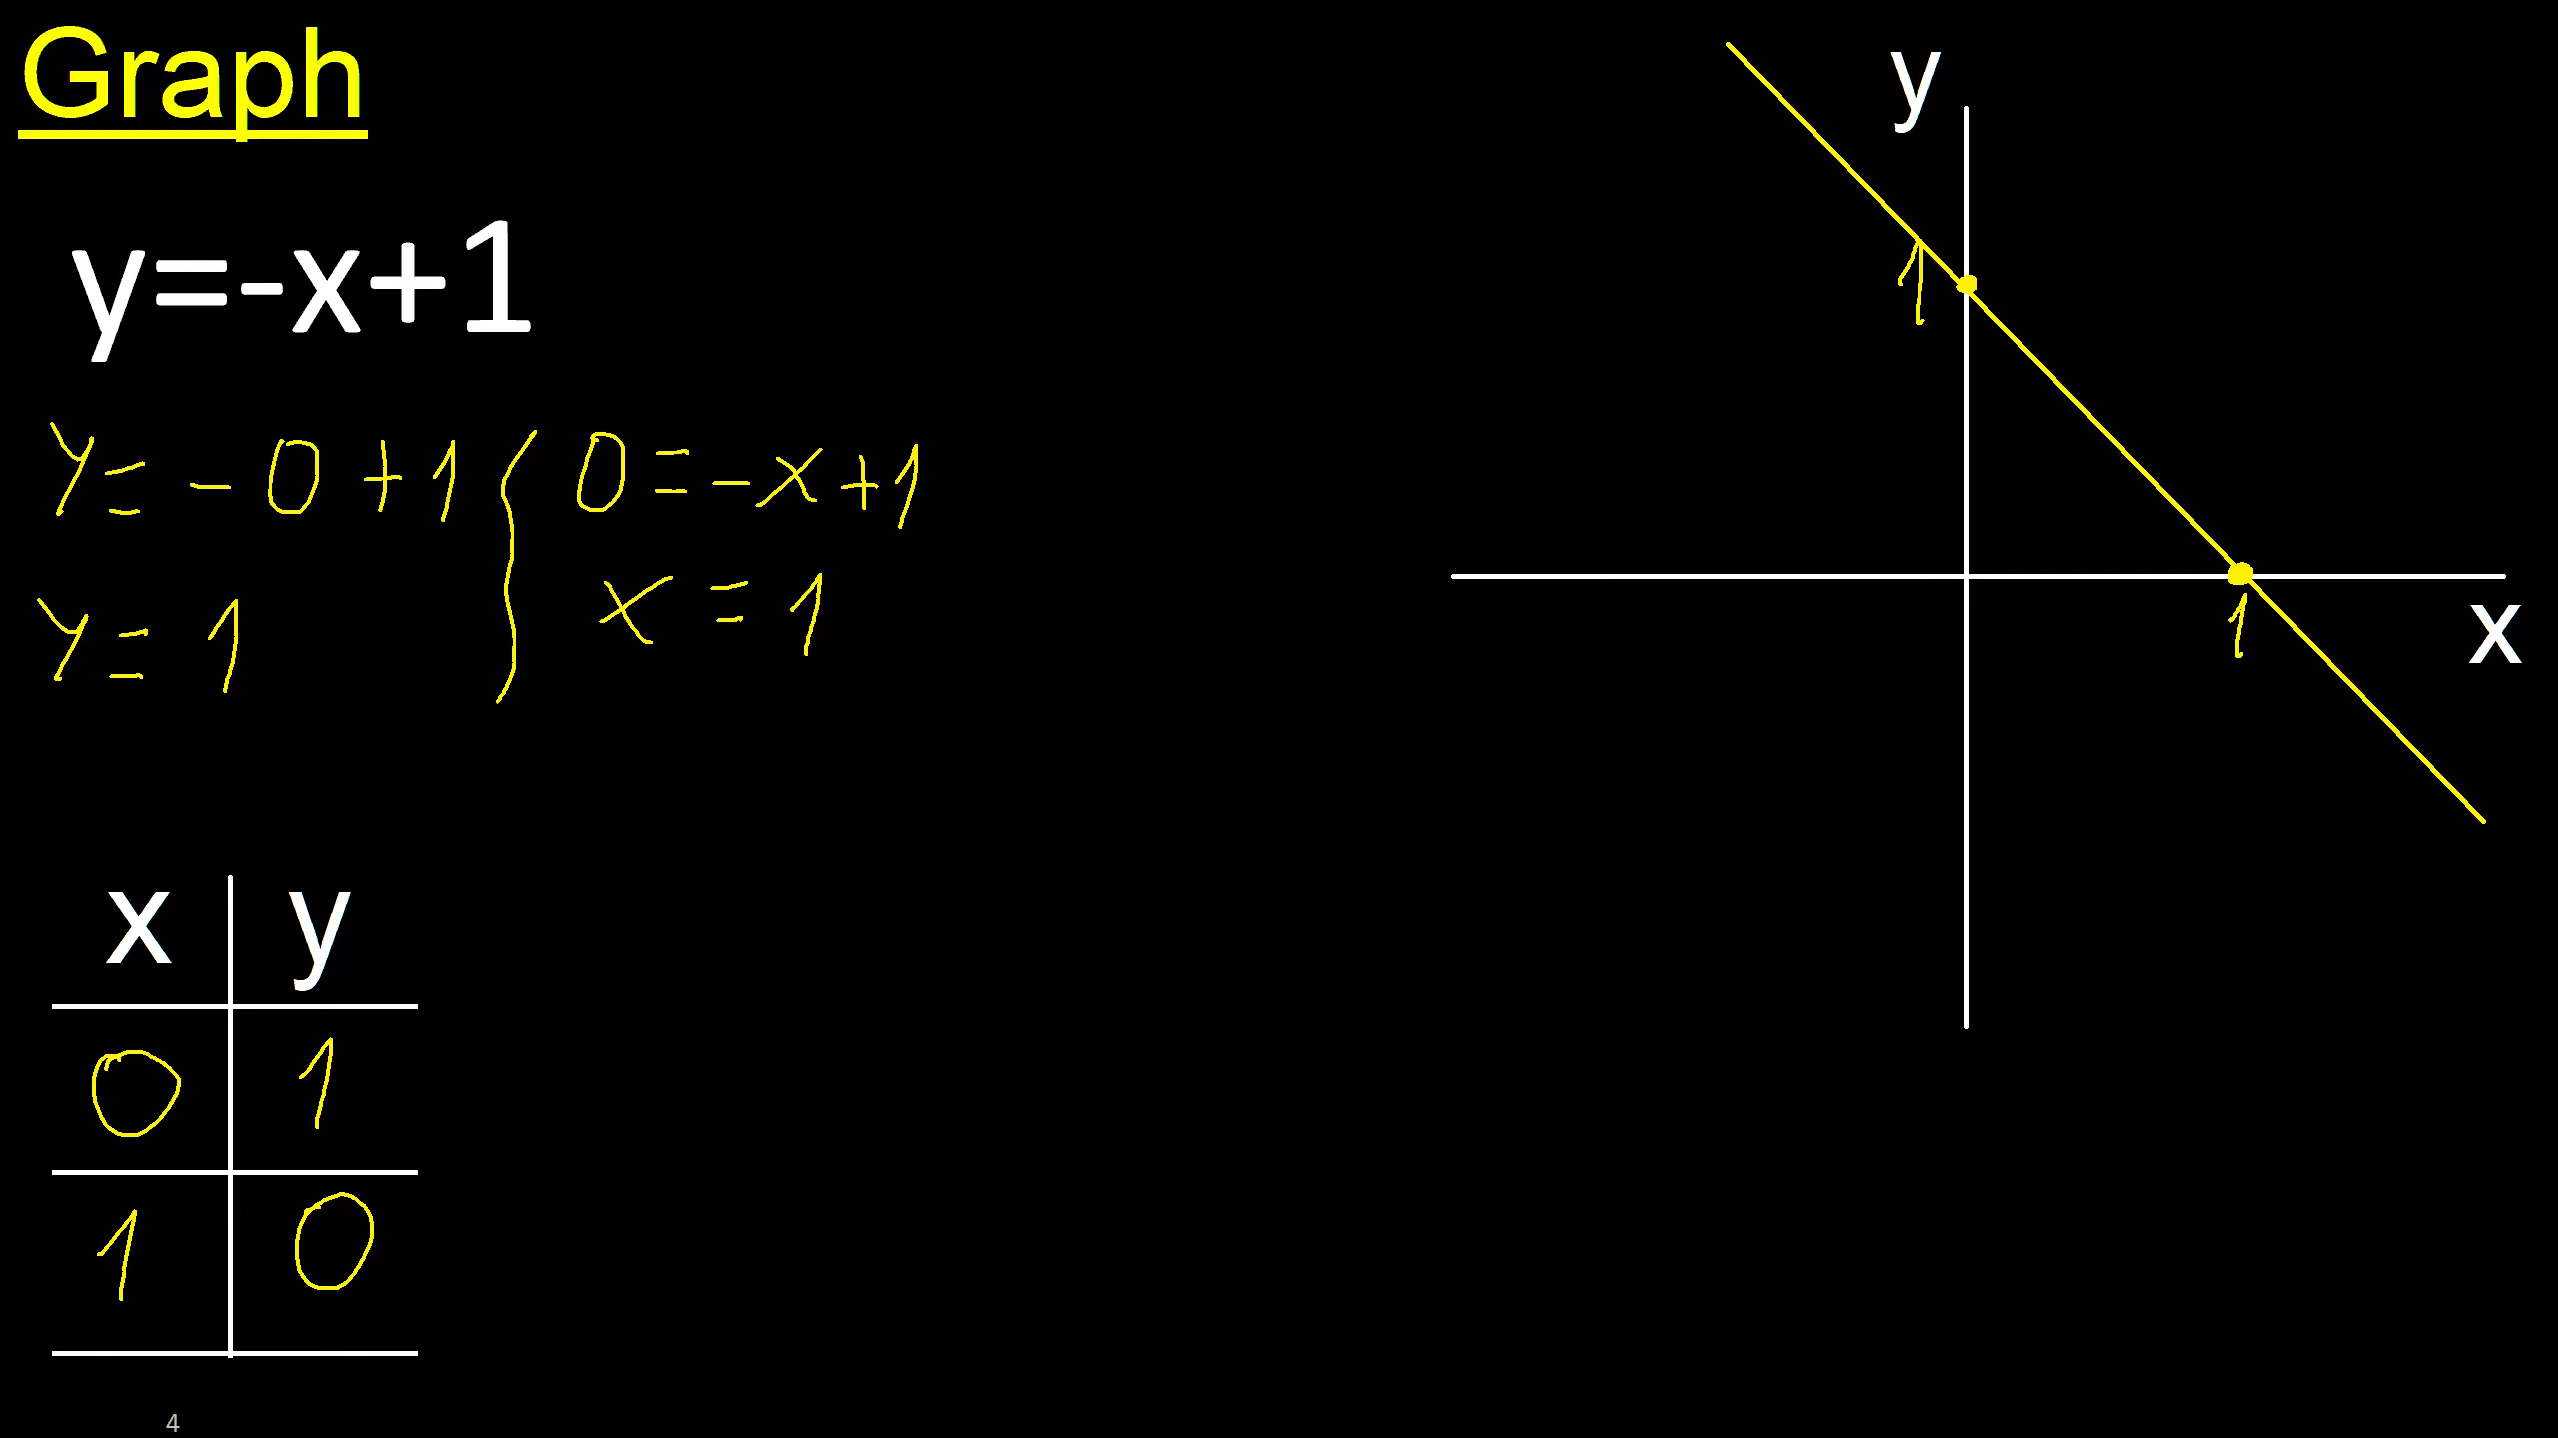 Graph
y=-x+1
y = - 0 + 1
0 = -x + 1
y = 1
x = 1
x y
0 1
1 0
4
y
1
1
x